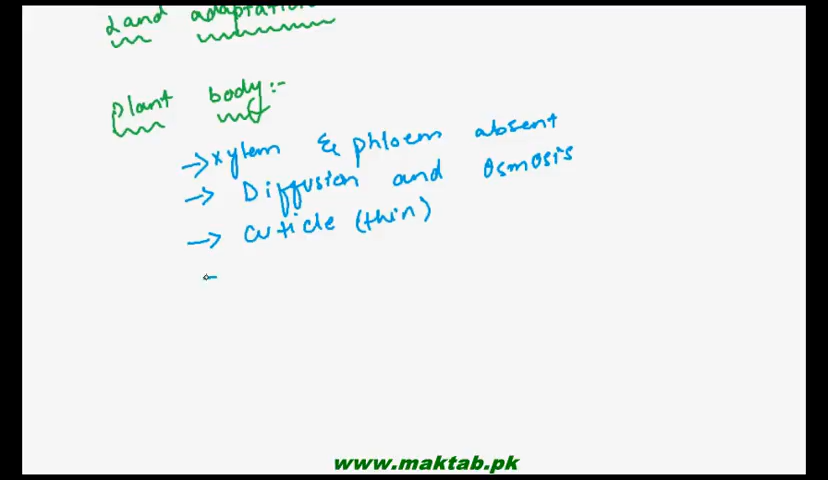 Land adaptation
Plant body:-
→ xylem & phloem absent
→ Diffusion and Osmosis
→ Cuticle (thin)
www.maktab.pk